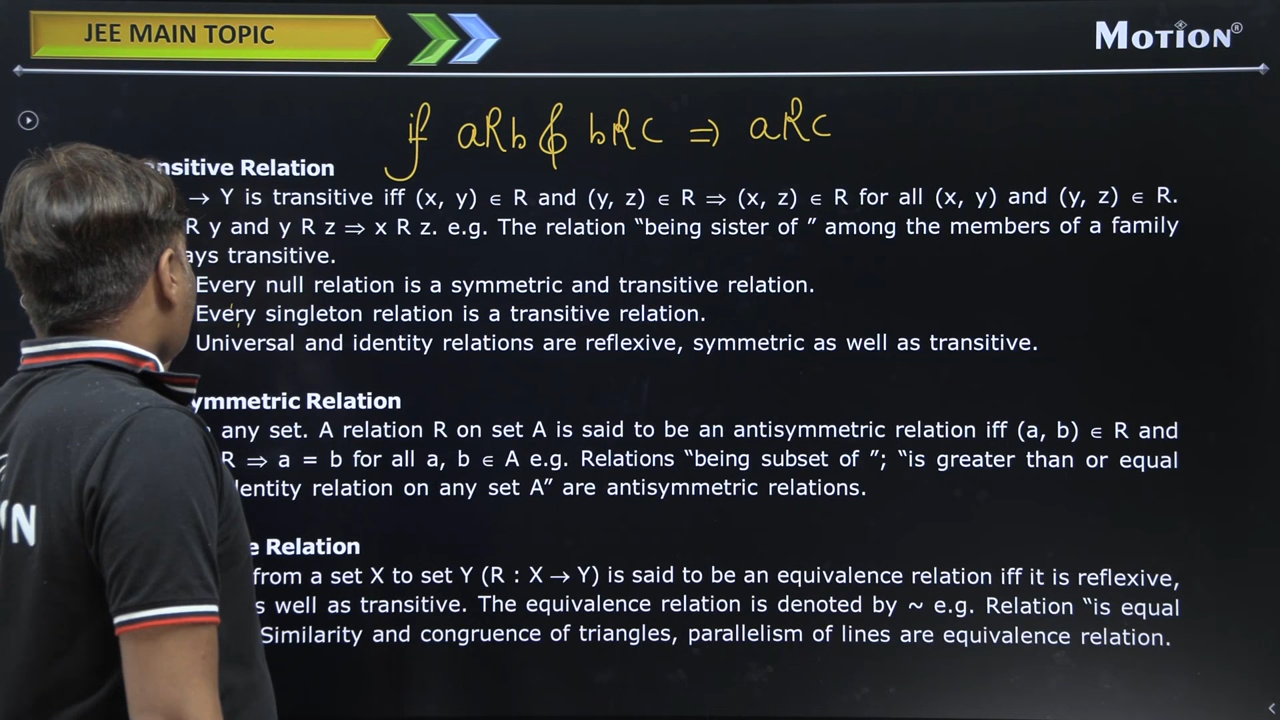 JEE MAIN TOPIC
MOTION®
if aRb & bRc ⇒ aRc
nsitive Relation
→ Y is transitive iff (x, y) ∈ R and (y, z) ∈ R ⇒ (x, z) ∈ R for all (x, y) and (y, z) ∈ R.
R y and y R z ⇒ x R z. e.g. The relation “being sister of ” among the members of a family
ays transitive.
Every null relation is a symmetric and transitive relation.
Every singleton relation is a transitive relation.
Universal and identity relations are reflexive, symmetric as well as transitive.
ymmetric Relation
any set. A relation R on set A is said to be an antisymmetric relation iff (a, b) ∈ R and
R ⇒ a = b for all a, b ∈ A e.g. Relations “being subset of ”; “is greater than or equal
dentity relation on any set A” are antisymmetric relations.
e Relation
from a set X to set Y (R : X → Y) is said to be an equivalence relation iff it is reflexive,
s well as transitive. The equivalence relation is denoted by ~ e.g. Relation “is equal
Similarity and congruence of triangles, parallelism of lines are equivalence relation.
N